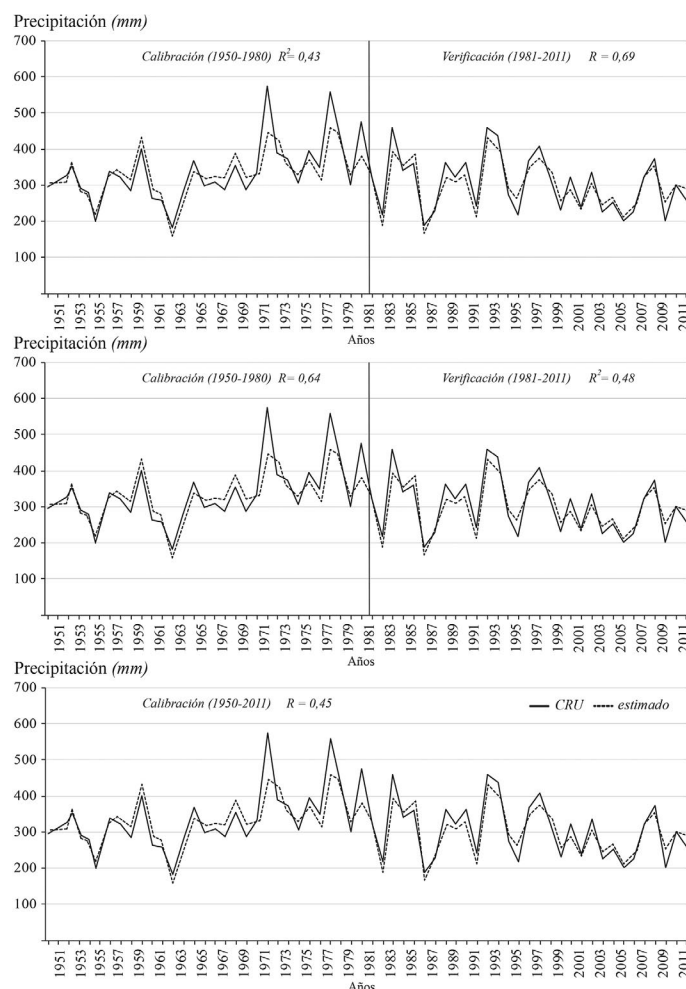 Precipitación (mm)
Calibración (1950-1980) R²= 0,43
Verificación (1981-2011) R = 0,69
700
600
500
400
300
200
100
1951 1953 1955 1957 1959 1961 1963 1965 1967 1969 1971 1973 1975 1977 1979 1981 1983 1985 1987 1989 1991 1993 1995 1997 1999 2001 2003 2005 2007 2009 2011
Años
Precipitación (mm)
Calibración (1950-1980) R= 0,64
Verificación (1981-2011) R²= 0,48
700
600
500
400
300
200
100
1951 1953 1955 1957 1959 1961 1963 1965 1967 1969 1971 1973 1975 1977 1979 1981 1983 1985 1987 1989 1991 1993 1995 1997 1999 2001 2003 2005 2007 2009 2011
Años
Precipitación (mm)
Calibración (1950-2011) R = 0,45
CRU estimado
700
600
500
400
300
200
100
1951 1953 1955 1957 1959 1961 1963 1965 1967 1969 1971 1973 1975 1977 1979 1981 1983 1985 1987 1989 1991 1993 1995 1997 1999 2001 2003 2005 2007 2009 2011
Años